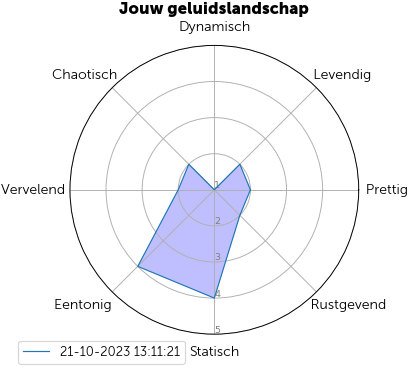 Jouw geluidslandschap
Dynamisch
Chaotisch
Levendig
Vervelend
Prettig
1
2
3
4
5
Eentonig
Rustgevend
Statisch
21-10-2023 13:11:21